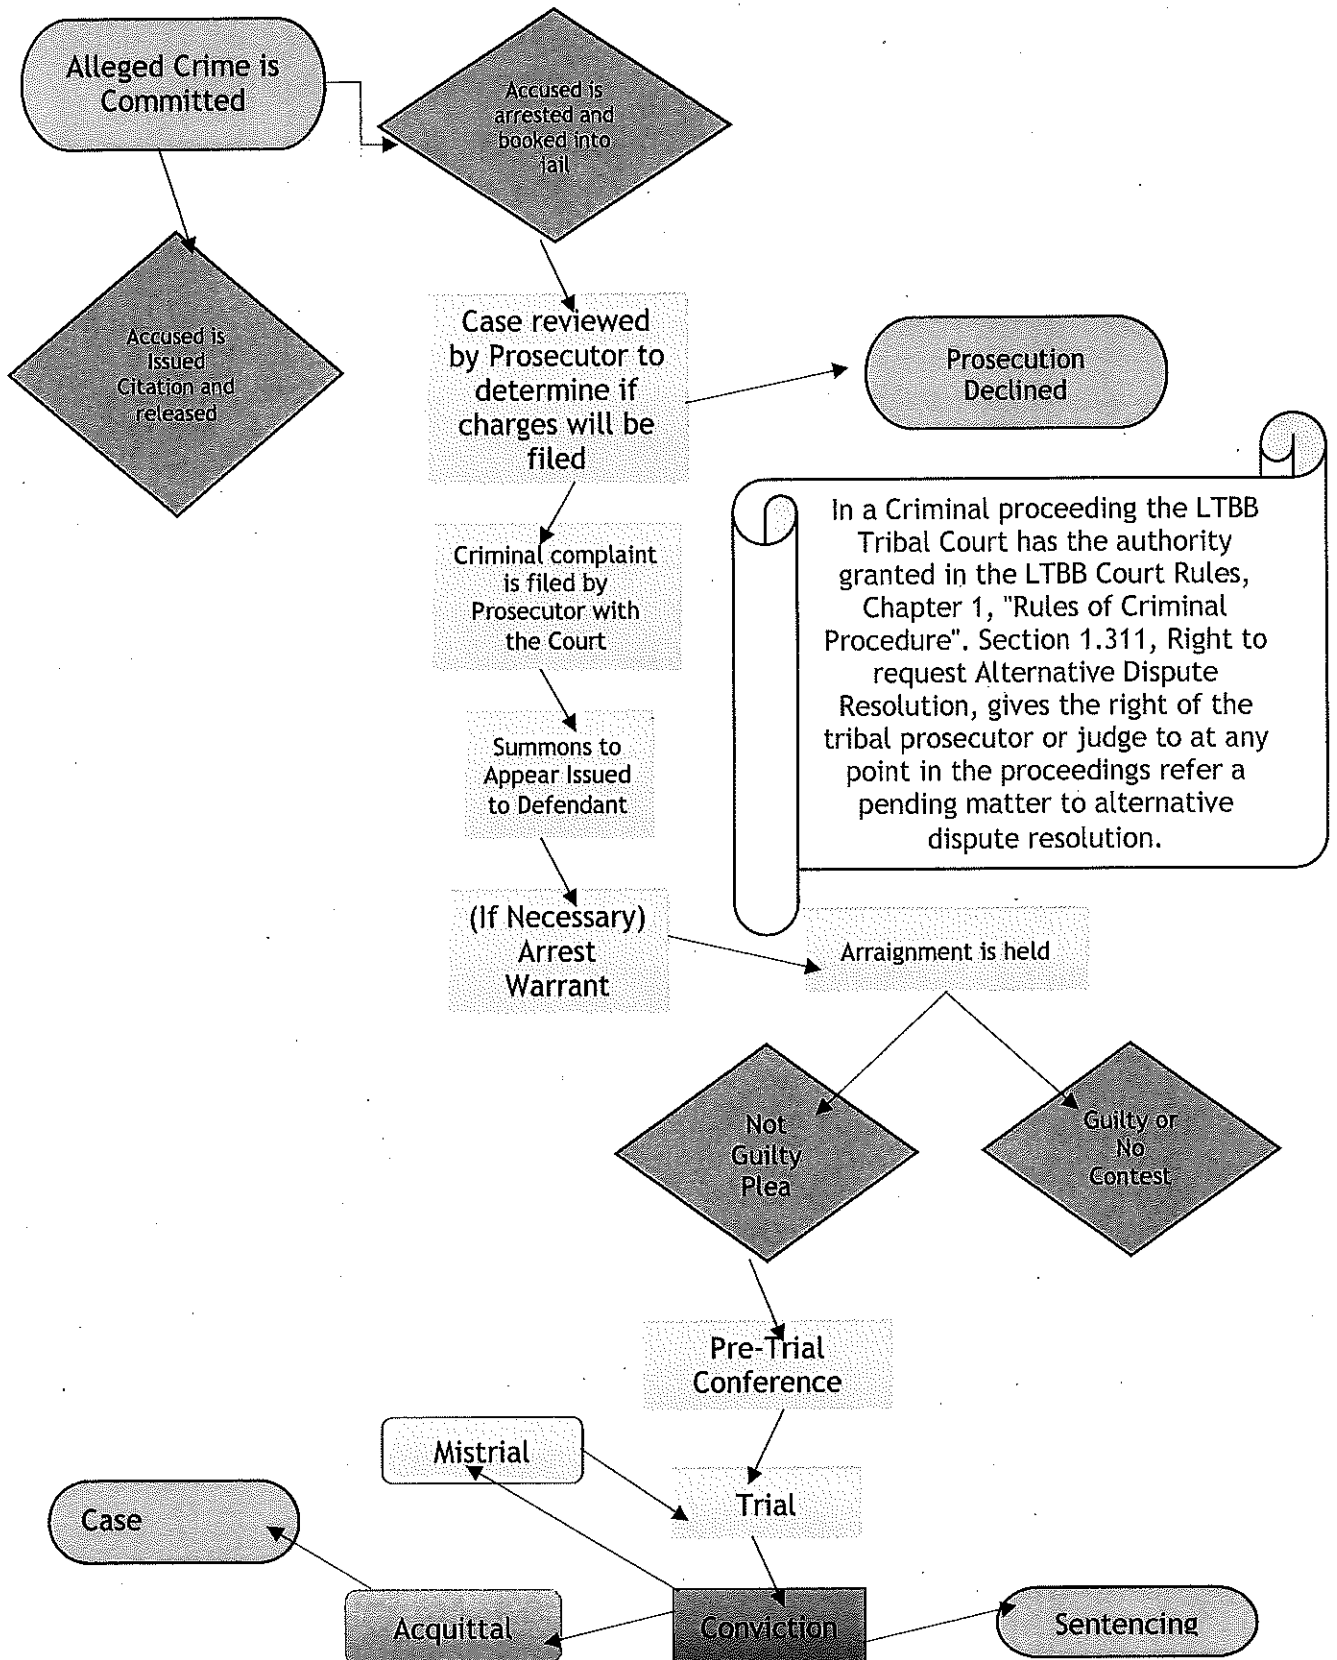 Alleged Crime is
Committed
Accused is
arrested and
booked into
jail
Accused is
Issued
Citation and
released
Case reviewed
by Prosecutor to
determine if
charges will be
filed
Prosecution
Declined
In a Criminal proceeding the LTBB
Tribal Court has the authority
granted in the LTBB Court Rules,
Chapter 1, "Rules of Criminal
Procedure". Section 1.311, Right to
request Alternative Dispute
Resolution, gives the right of the
tribal prosecutor or judge to at any
point in the proceedings refer a
pending matter to alternative
dispute resolution.
Criminal complaint
is filed by
Prosecutor with
the Court
Summons to
Appear Issued
to Defendant
(If Necessary)
Arrest
Warrant
Arraignment is held
Not
Guilty
Plea
Guilty or
No
Contest
Pre-Trial
Conference
Mistrial
Trial
Case
Acquittal
Conviction
Sentencing